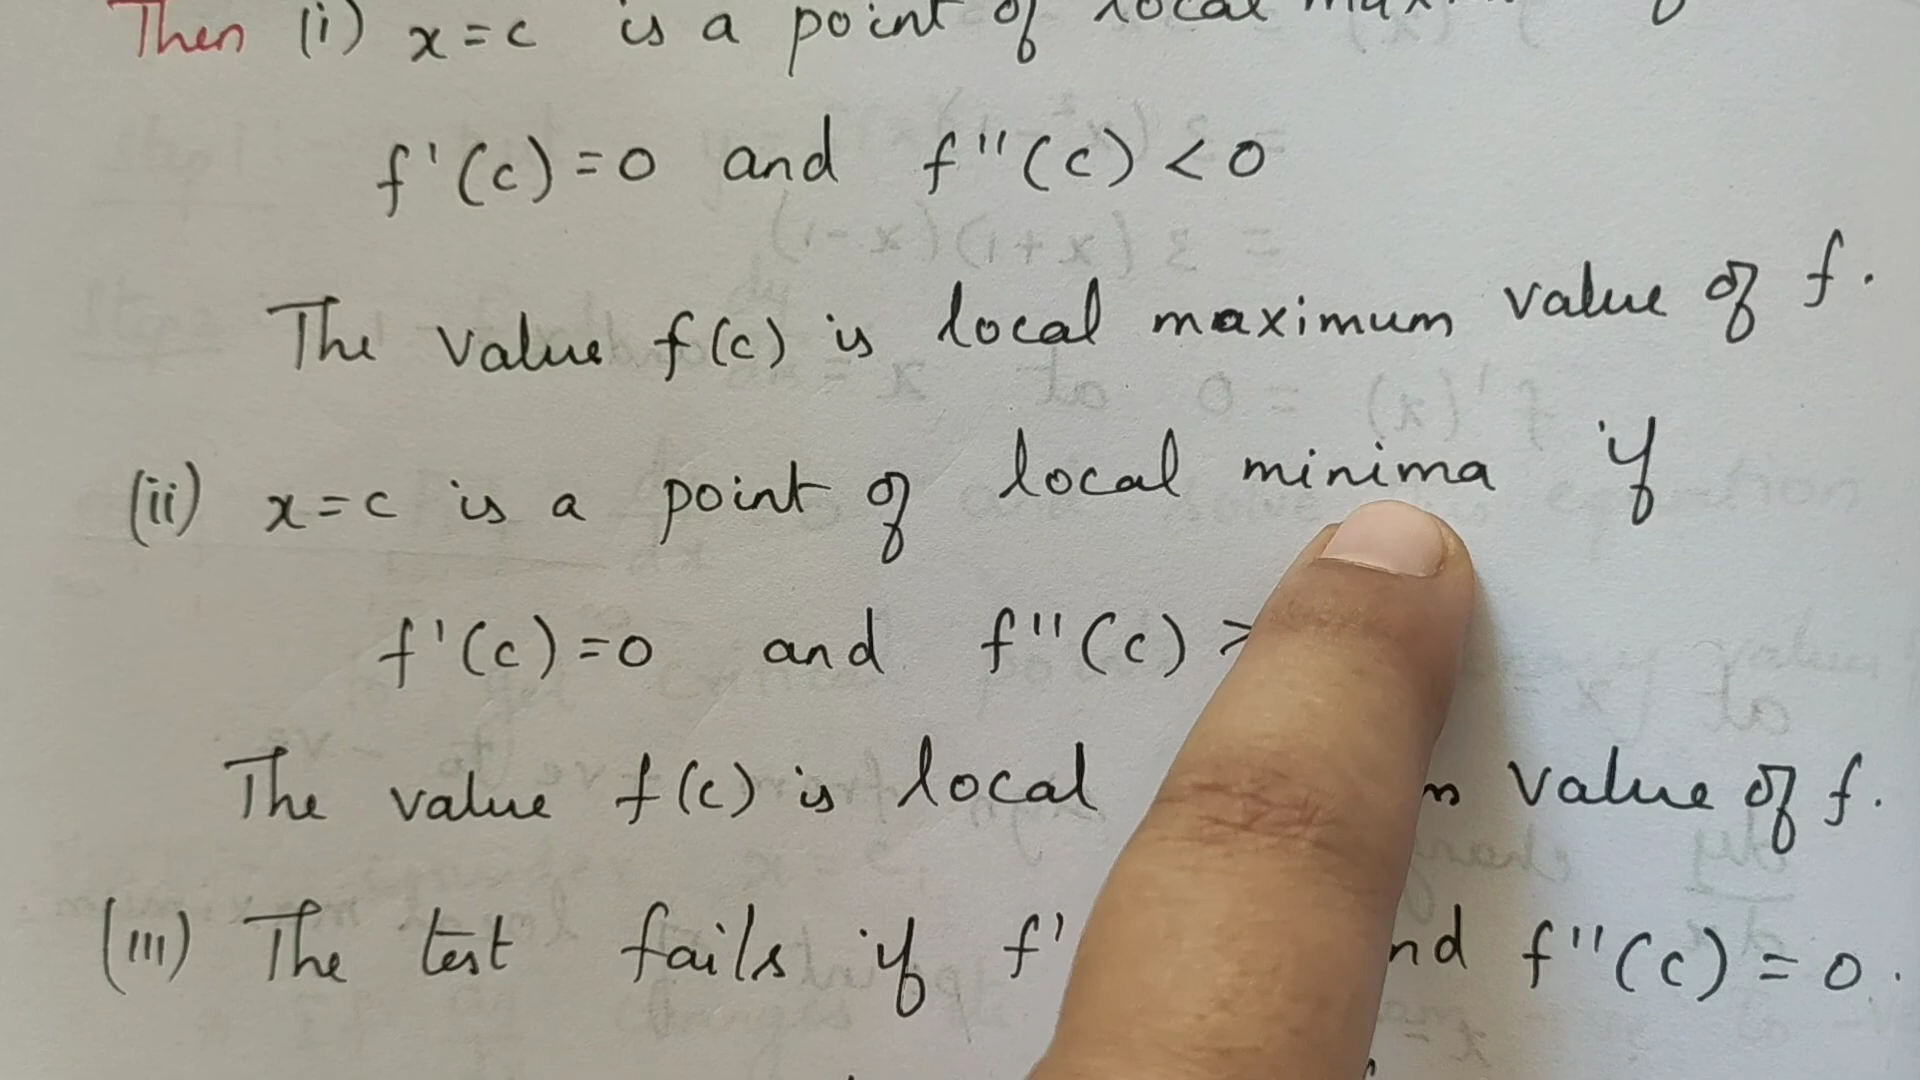 Then (i) x=c is a point of local
f'(c)=0 and f''(c)<0
The value f(c) is local maximum value of f.
(ii) x=c is a point of local minima if
f'(c)=0 and f''(c) >
The value f(c) is local value of f.
(iii) The test fails if f' f''(c)=0.